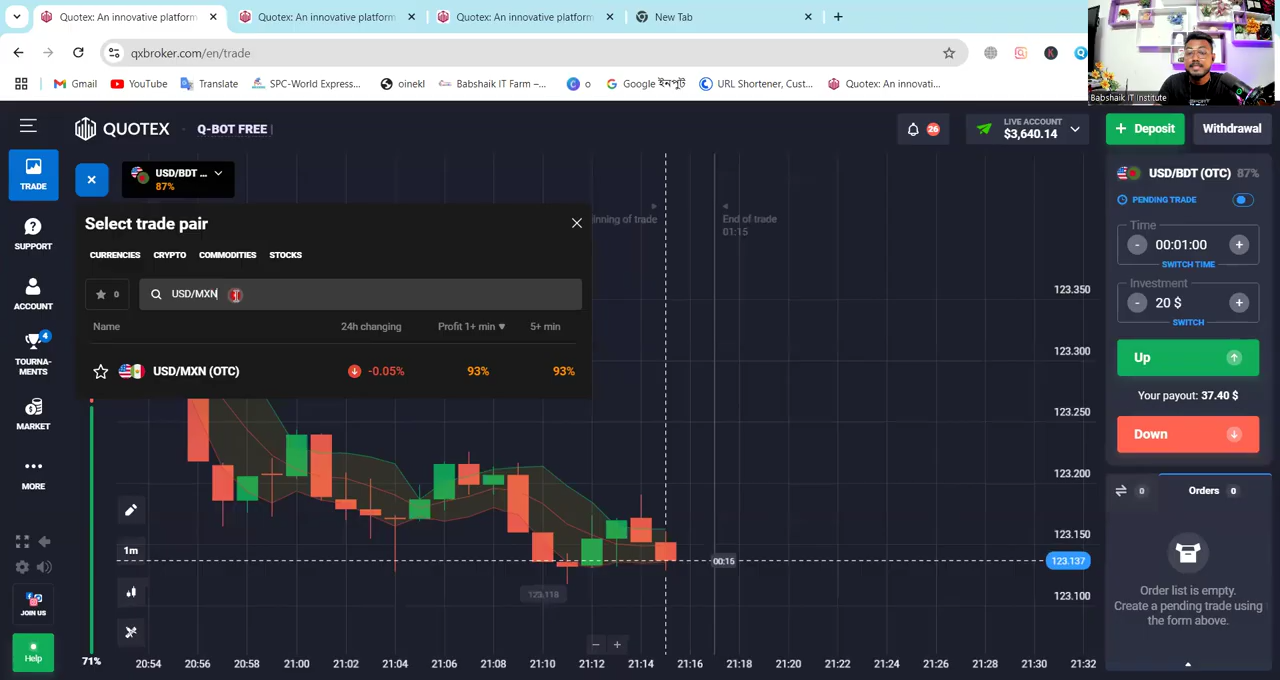 Quotex: An innovative platform
Quotex: An innovative platform
Quotex: An innovative platform
New Tab
qxbroker.com/en/trade
Gmail
YouTube
Translate
SPC-World Express...
oinekl
Babshaik IT Farm –...
o
Google ইনপুট
URL Shortener, Cust...
Quotex: An innovati...
Babshaik IT Institute
QUOTEX
Q-BOT FREE
26
LIVE ACCOUNT
$3,640.14
Deposit
Withdrawal
TRADE
SUPPORT
ACCOUNT
4
TOURNA-
MENTS
MARKET
MORE
JOIN US
Help
USD/BDT ...
87%
Select trade pair
CURRENCIES CRYPTO COMMODITIES STOCKS
0
USD/MXN
Name 24h changing Profit 1+ min ▼ 5+ min
USD/MXN (OTC) -0.05% 93% 93%
inning of trade
End of trade
01:15
1m
71%
123.118
00:15
123.350
123.300
123.250
123.200
123.150
123.137
123.100
20:54 20:56 20:58 21:00 21:02 21:04 21:06 21:08 21:10 21:12 21:14 21:16 21:18 21:20 21:22 21:24 21:26 21:28 21:30 21:32
USD/BDT (OTC) 87%
PENDING TRADE
Time
- 00:01:00 +
SWITCH TIME
Investment
- 20 $ +
SWITCH
Up
Your payout: 37.40 $
Down
0
Orders 0
Order list is empty.
Create a pending trade using
the form above.